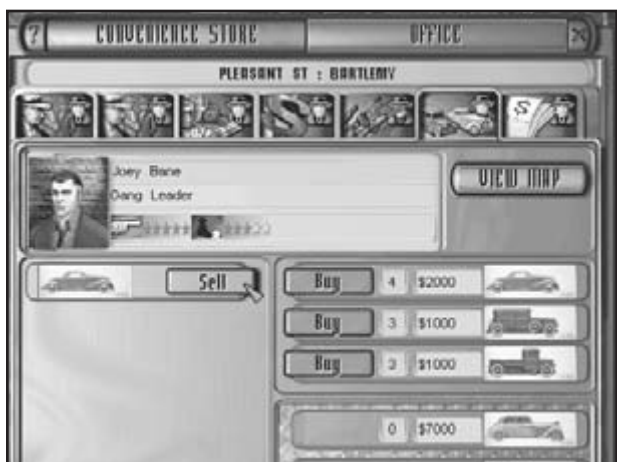 ? CONVENIENCE STORE OFFICE X
PLEASANT ST : BARTLEMY
$
Joey Bane
Gang Leader
VIEW MAP
Sell
Buy 4 $2000
Buy 3 $1000
Buy 3 $1000
0 $7000